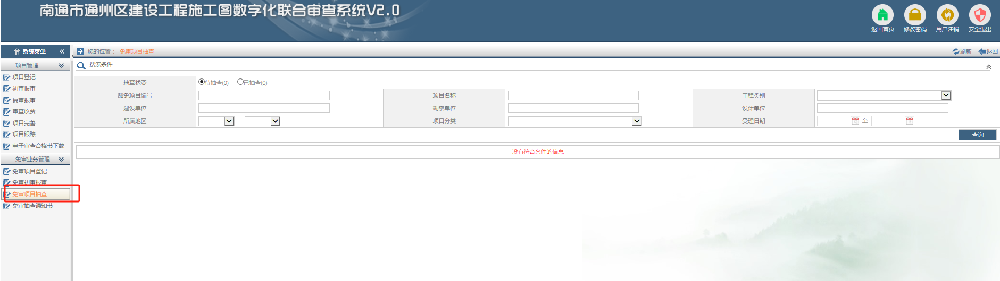 南通市通州区建设工程施工图数字化联合审查系统V2.0
返回首页 修改密码 用户注销 安全退出
系统菜单
您的位置： 免审项目抽查 刷新 返回
项目管理
项目登记
初审报审
复审报审
审查收费
项目完善
项目跟踪
电子审查合格书下载
免审业务管理
免审项目登记
免审初审报审
免审项目抽查
免审抽查通知书
搜索条件
抽查状态 待抽查(0) 已抽查(0)
豁免项目编号 项目名称 工程类别
建设单位 勘察单位 设计单位
所属地区 项目分类 受理日期 至
查询
没有符合条件的信息